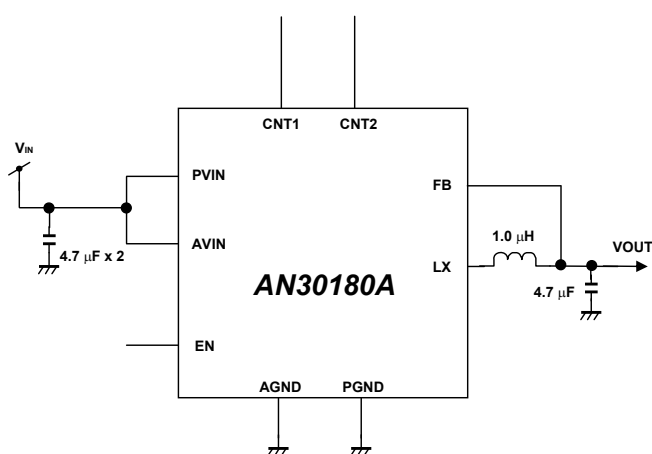 CNT1 CNT2
VIN
PVIN
FB
AVIN
1.0 μH
4.7 μF x 2
LX
VOUT
AN30180A
4.7 μF
EN
AGND PGND